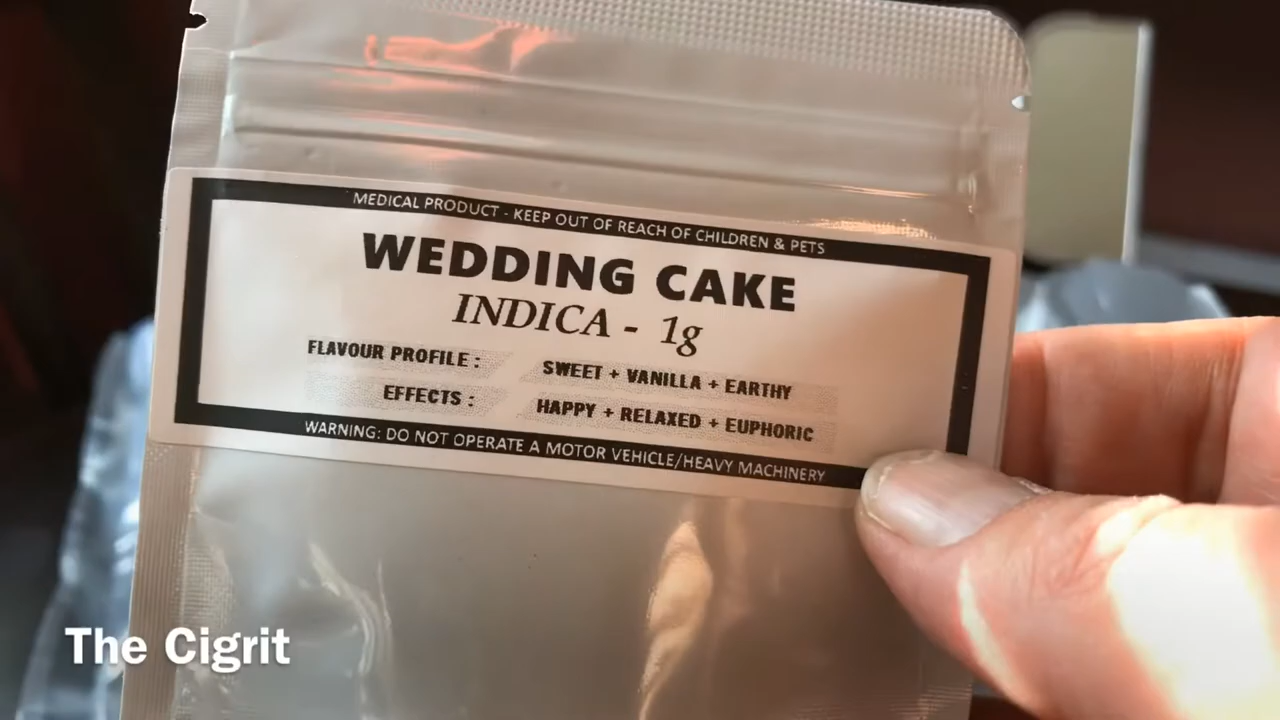 MEDICAL PRODUCT - KEEP OUT OF REACH OF CHILDREN & PETS
WEDDING CAKE
INDICA - 1g
FLAVOUR PROFILE : SWEET + VANILLA + EARTHY
EFFECTS : HAPPY + RELAXED + EUPHORIC
WARNING: DO NOT OPERATE A MOTOR VEHICLE/HEAVY MACHINERY
The Cigrit